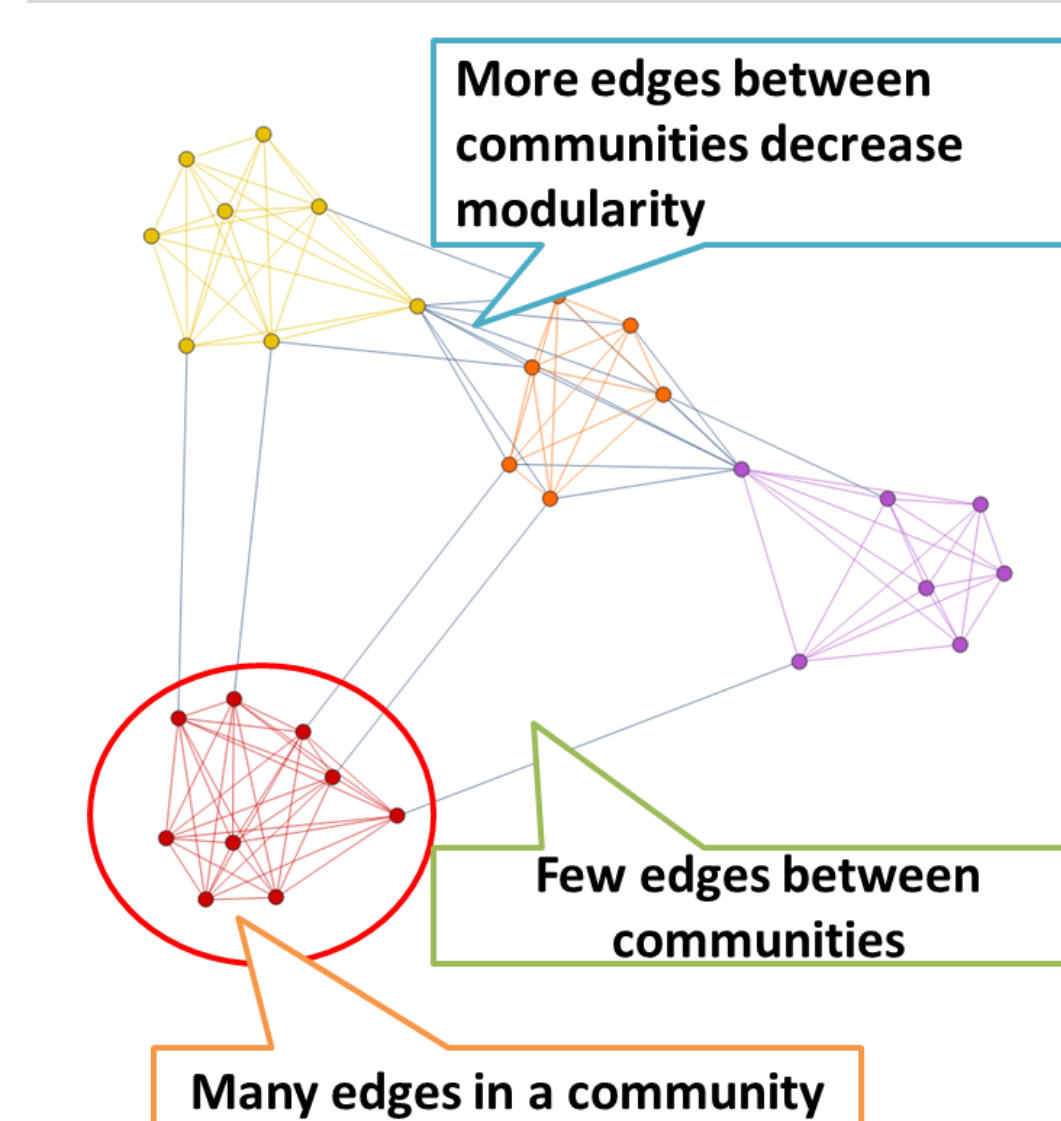 More edges between
communities decrease
modularity
Few edges between
communities
Many edges in a community